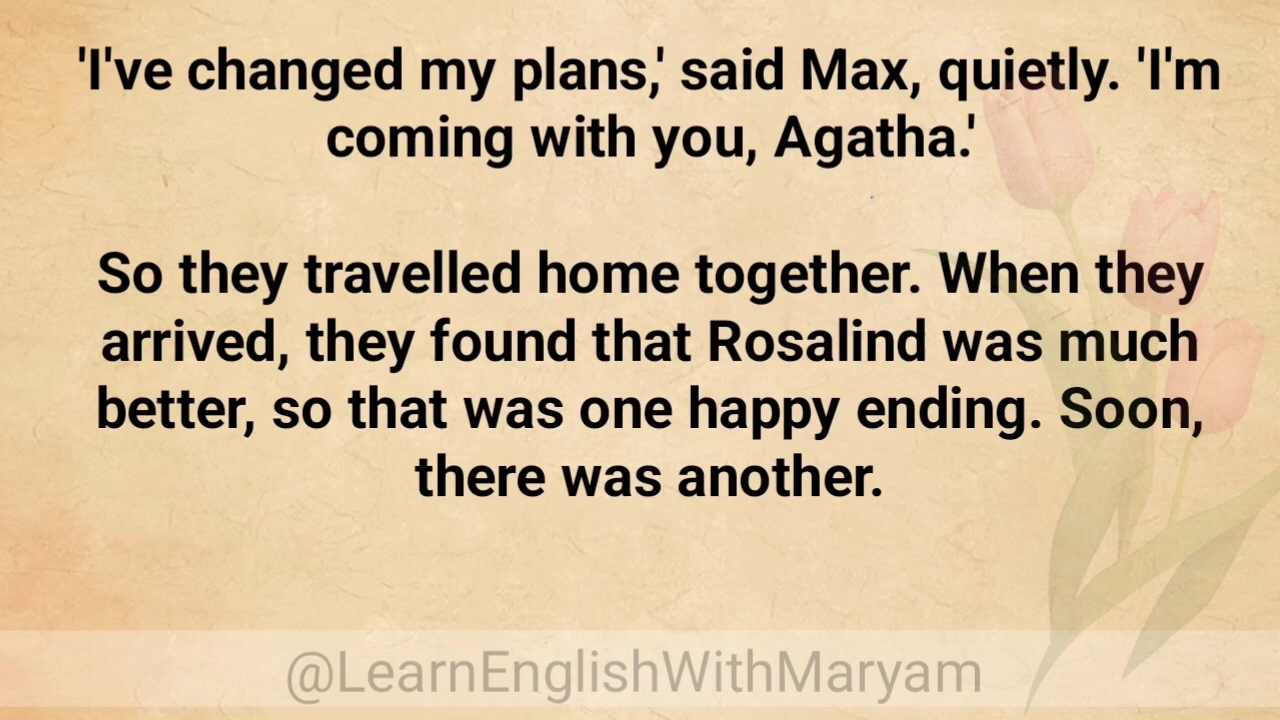 'I've changed my plans,' said Max, quietly. 'I'm
coming with you, Agatha.'
So they travelled home together. When they
arrived, they found that Rosalind was much
better, so that was one happy ending. Soon,
there was another.
@LearnEnglishWithMaryam